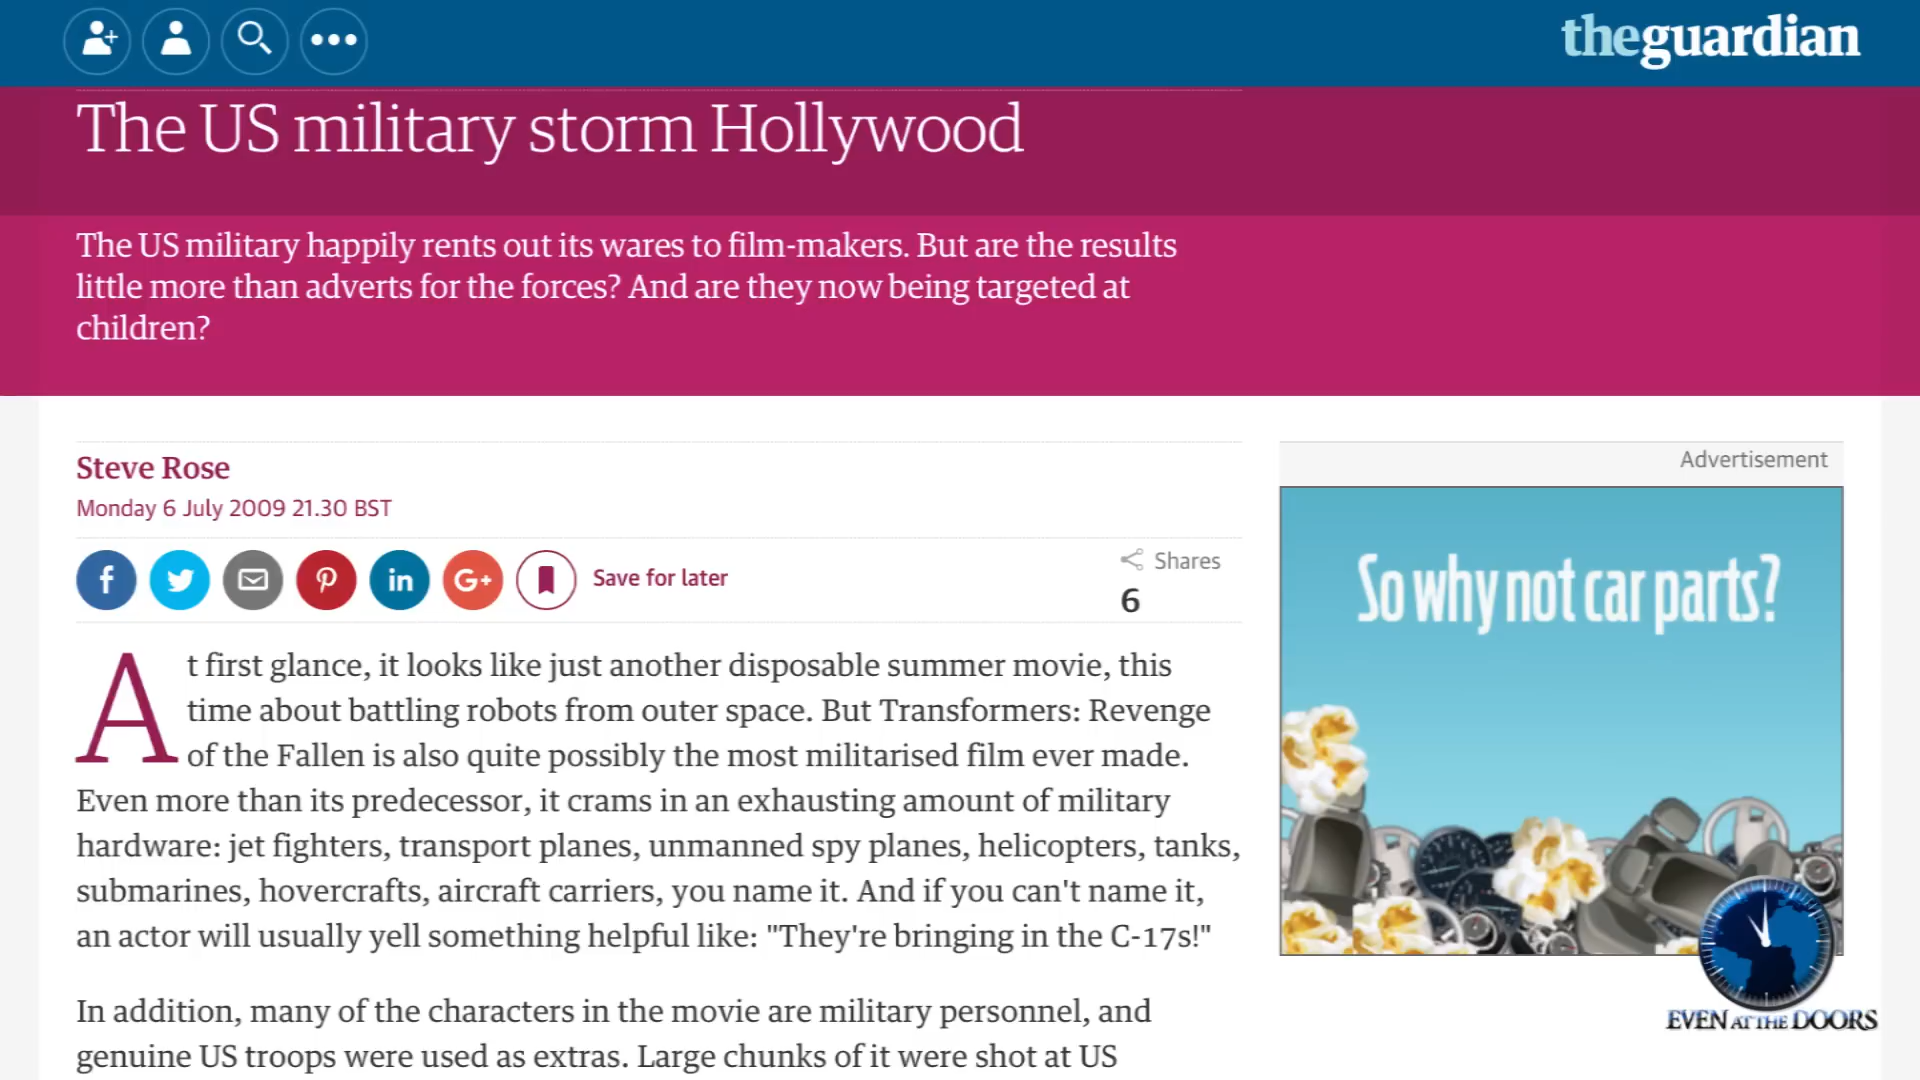 theguardian
The US military storm Hollywood
The US military happily rents out its wares to film-makers. But are the results
little more than adverts for the forces? And are they now being targeted at
children?
Steve Rose
Monday 6 July 2009 21.30 BST
Save for later
Shares
6
At first glance, it looks like just another disposable summer movie, this
time about battling robots from outer space. But Transformers: Revenge
of the Fallen is also quite possibly the most militarised film ever made.
Even more than its predecessor, it crams in an exhausting amount of military
hardware: jet fighters, transport planes, unmanned spy planes, helicopters, tanks,
submarines, hovercrafts, aircraft carriers, you name it. And if you can't name it,
an actor will usually yell something helpful like: "They're bringing in the C-17s!"
In addition, many of the characters in the movie are military personnel, and
genuine US troops were used as extras. Large chunks of it were shot at US
Advertisement
So why not car parts?
EVEN AT THE DOORS